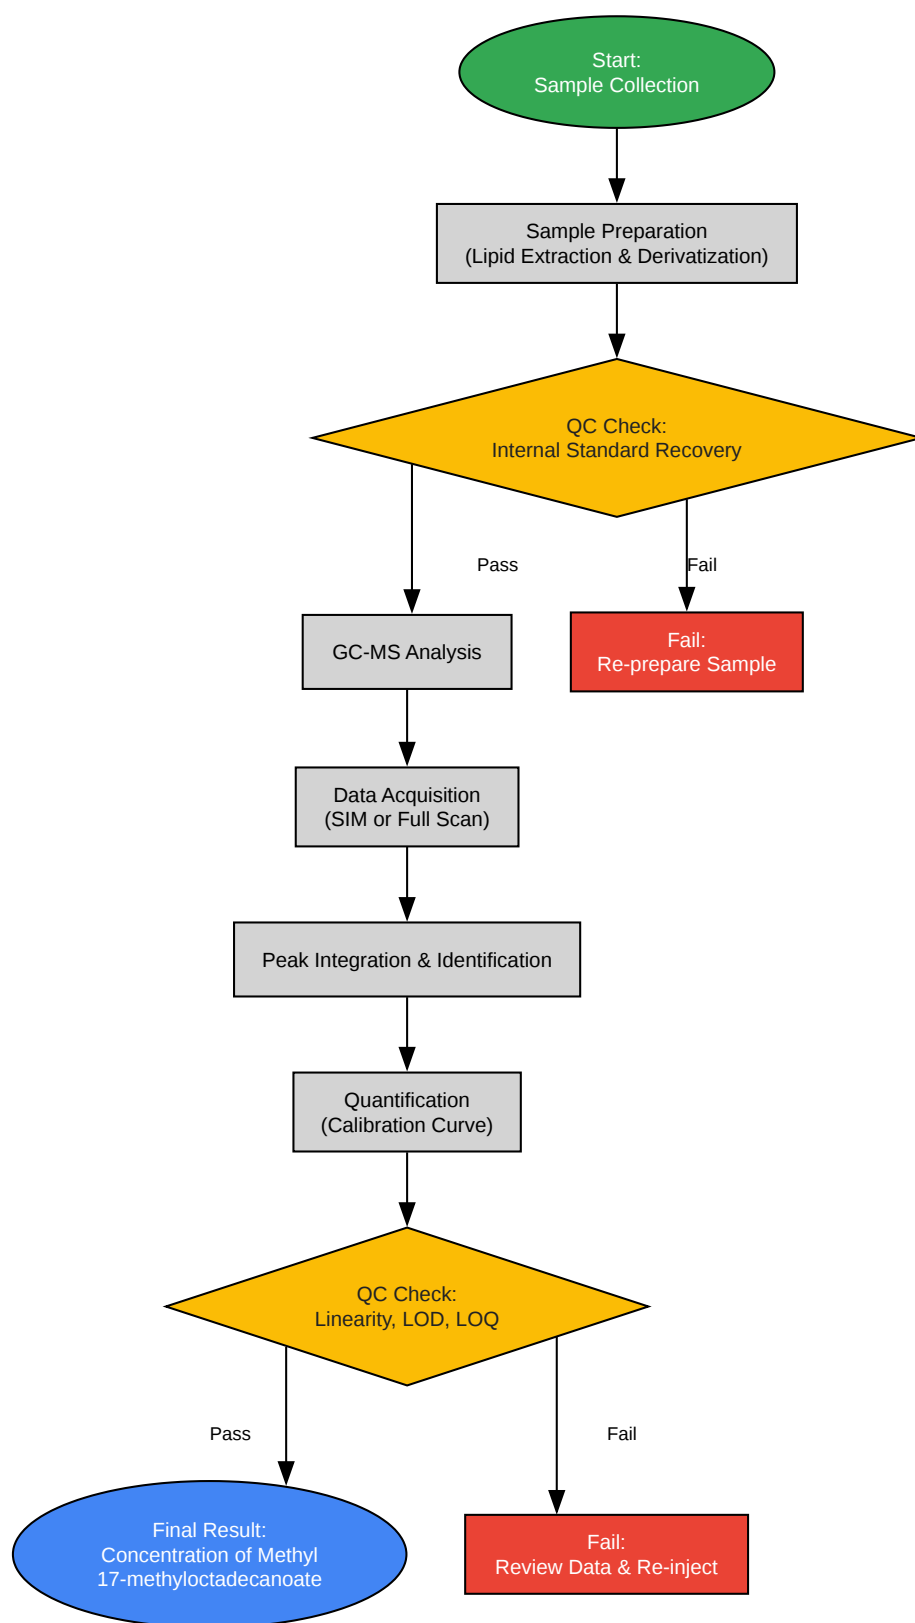 Start:
Sample Collection
Sample Preparation
(Lipid Extraction & Derivatization)
QC Check:
Internal Standard Recovery
Pass
Fail
GC-MS Analysis
Fail:
Re-prepare Sample
Data Acquisition
(SIM or Full Scan)
Peak Integration & Identification
Quantification
(Calibration Curve)
QC Check:
Linearity, LOD, LOQ
Pass
Fail
Final Result:
Concentration of Methyl
17-methyloctadecanoate
Fail:
Review Data & Re-inject